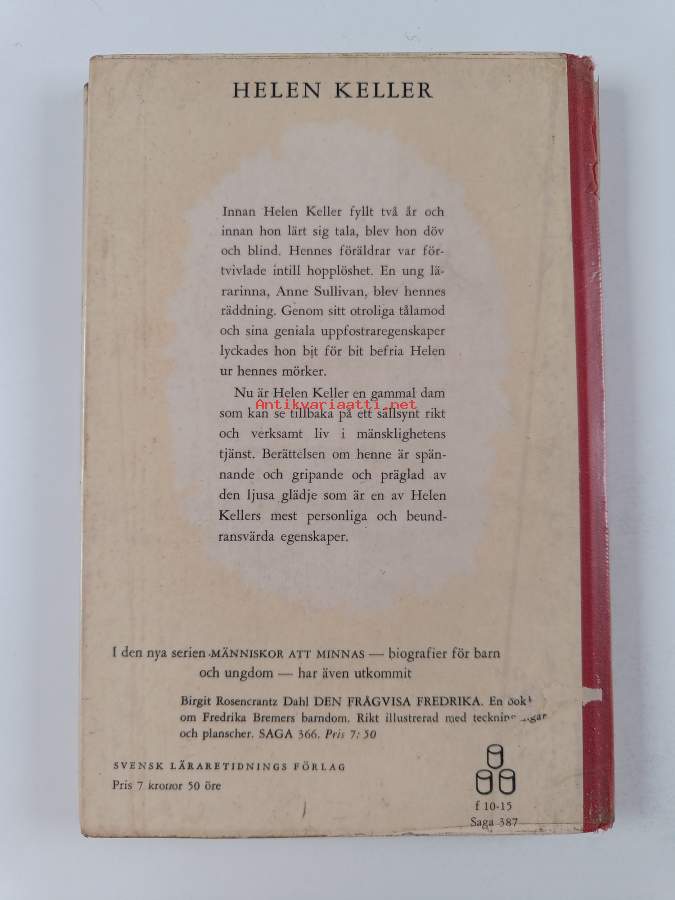 HELEN KELLER
Innan Helen Keller fyllt två år och
innan hon lärt sig tala, blev hon döv
och blind. Hennes föräldrar var för-
tvivlade intill hopplöshet. En ung lä-
rarinna, Anne Sullivan, blev hennes
räddning. Genom sitt otroliga tålamod
och sina geniala uppfostraregenskaper
lyckades hon bit för bit befria Helen
ur hennes mörker.
Nu är Helen Keller en gammal dam
Antikvariaatti.net
som kan se tillbaka på ett sällsynt rikt
och verksamt liv i mänsklighetens
tjänst. Berättelsen om henne är spän-
nande och gripande och präglad av
den ljusa glädje som är en av Helen
Kellers mest personliga och beund-
ransvärda egenskaper.
I den nya serien MÄNNISKOR ATT MINNAS — biografier för barn
och ungdom — har även utkommit
Birgit Rosencrantz Dahl DEN FRÅGVISA FREDRIKA. En
om Fredrika Bremers barndom. Rikt illustrerad med
och planscher. SAGA 366. Pris 7:50
SVENSK LÄRARETIDNINGS FÖRLAG
Pris 7 kronor 50 öre
f 10-15
Saga 387